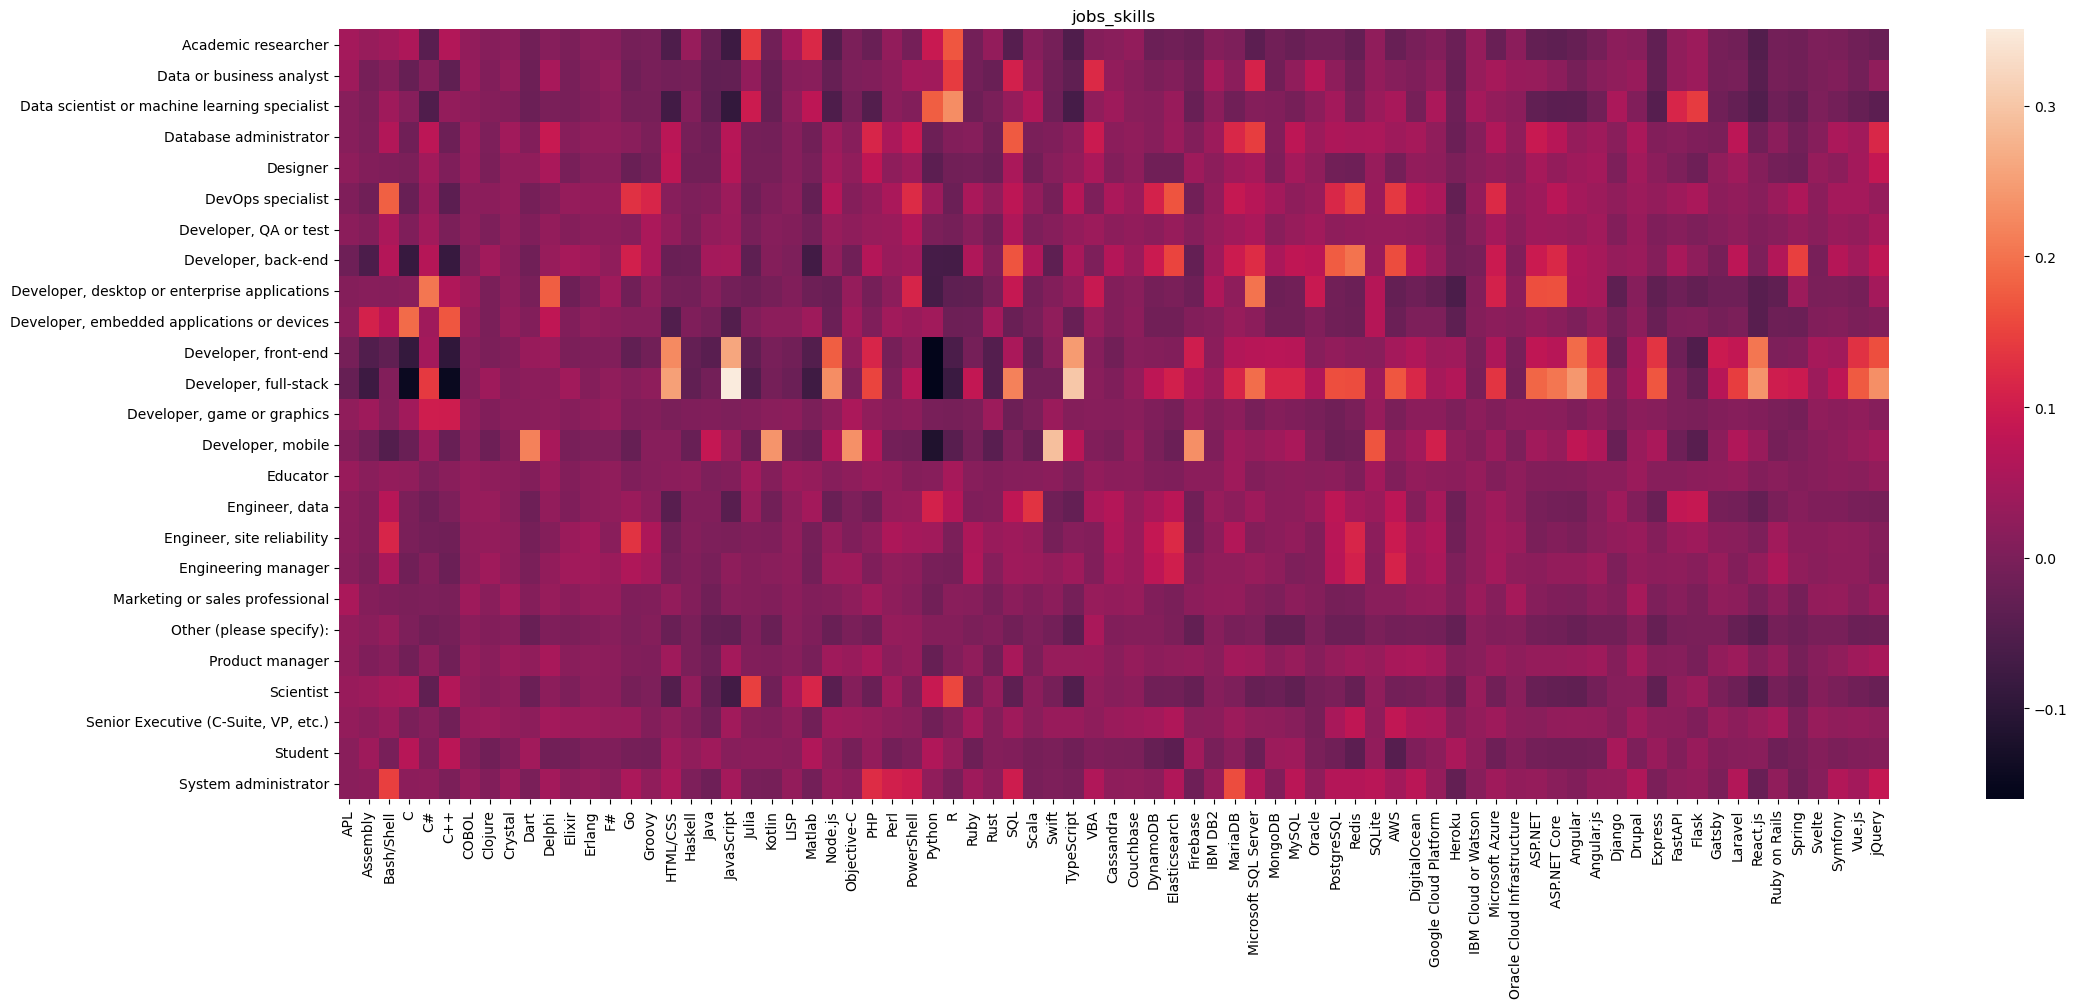 jobs_skills
Academic researcher
Data or business analyst
Data scientist or machine learning specialist
Database administrator
Designer
DevOps specialist
Developer, QA or test
Developer, back-end
Developer, desktop or enterprise applications
Developer, embedded applications or devices
Developer, front-end
Developer, full-stack
Developer, game or graphics
Developer, mobile
Educator
Engineer, data
Engineer, site reliability
Engineering manager
Marketing or sales professional
Other (please specify):
Product manager
Scientist
Senior Executive (C-Suite, VP, etc.)
Student
System administrator
APL
Assembly
Bash/Shell
C
C#
C++
COBOL
Clojure
Crystal
Dart
Delphi
Elixir
Erlang
F#
Go
Groovy
HTML/CSS
Haskell
Java
JavaScript
Julia
Kotlin
LISP
Matlab
Node.js
Objective-C
PHP
Perl
PowerShell
Python
R
Ruby
Rust
SQL
Scala
Swift
TypeScript
VBA
Cassandra
Couchbase
DynamoDB
Elasticsearch
Firebase
IBM DB2
MariaDB
Microsoft SQL Server
MongoDB
MySQL
Oracle
PostgreSQL
Redis
SQLite
AWS
DigitalOcean
Google Cloud Platform
Heroku
IBM Cloud or Watson
Microsoft Azure
Oracle Cloud Infrastructure
ASP.NET
ASP.NET Core
Angular
Angular.js
Django
Drupal
Express
FastAPI
Flask
Gatsby
Laravel
React.js
Ruby on Rails
Spring
Svelte
Symfony
Vue.js
jQuery
0.3
0.2
0.1
0.0
−0.1